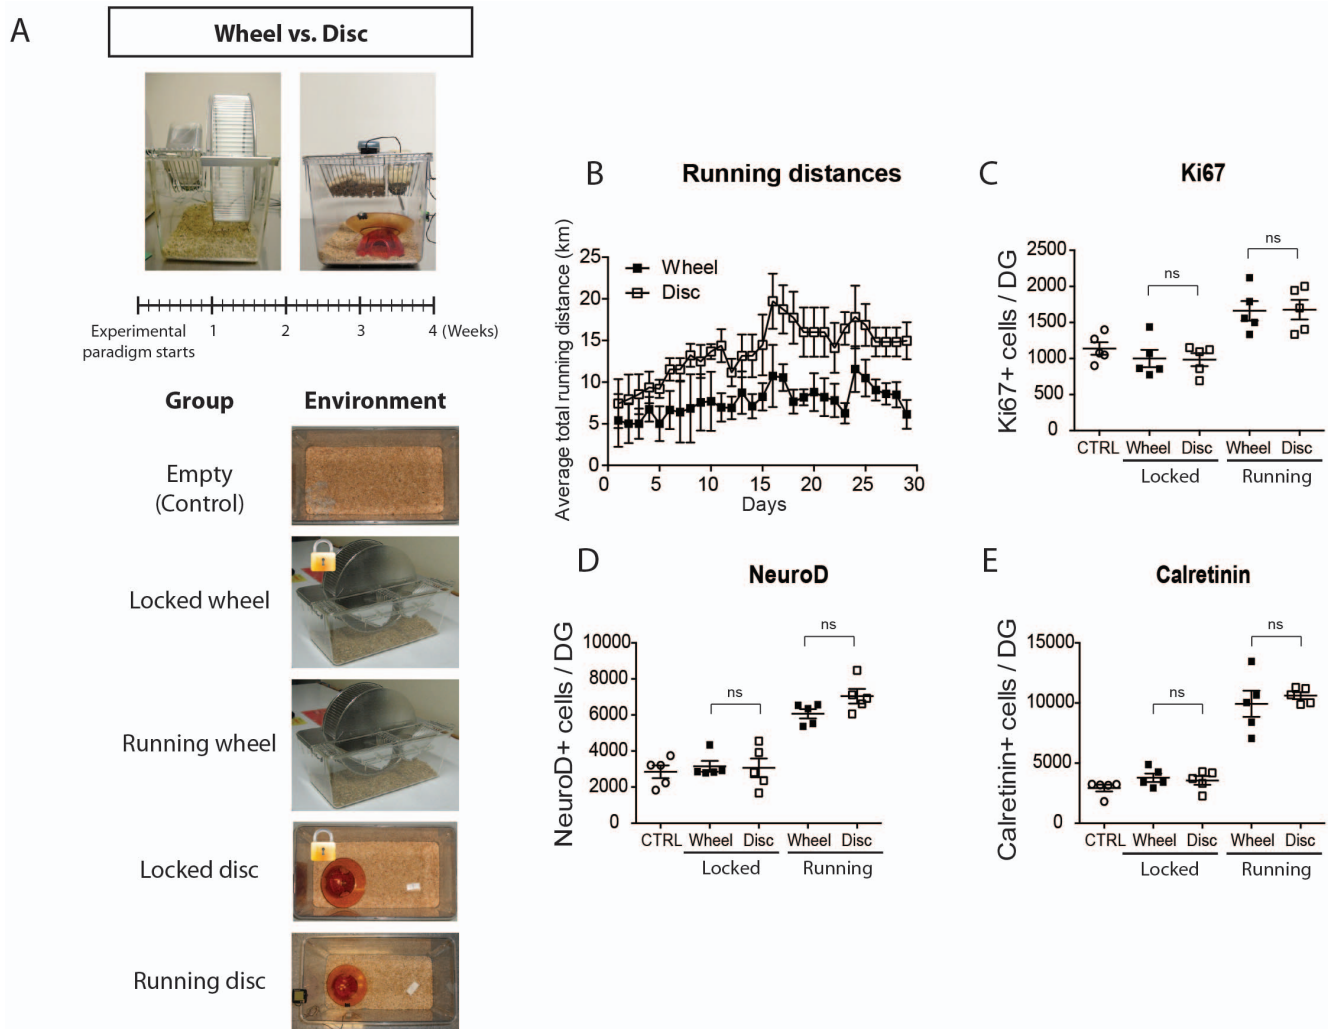 A
Wheel vs. Disc
Experimental
paradigm starts
1
2
3
4 (Weeks)
Group
Environment
Empty
(Control)
Locked wheel
Running wheel
Locked disc
Running disc
B
Running distances
Average total running distance (km)
25
20
15
10
5
0
Wheel
Disc
0
5
10
15
20
25
30
Days
C
Ki67
Ki67+ cells / DG
2500
2000
1500
1000
500
0
ns
ns
CTRL
Wheel
Disc
Wheel
Disc
Locked
Running
D
NeuroD
NeuroD+ cells / DG
10000
8000
6000
4000
2000
0
ns
ns
CTRL
Wheel
Disc
Wheel
Disc
Locked
Running
E
Calretinin
Calretinin+ cells / DG
15000
10000
5000
0
ns
ns
CTRL
Wheel
Disc
Wheel
Disc
Locked
Running